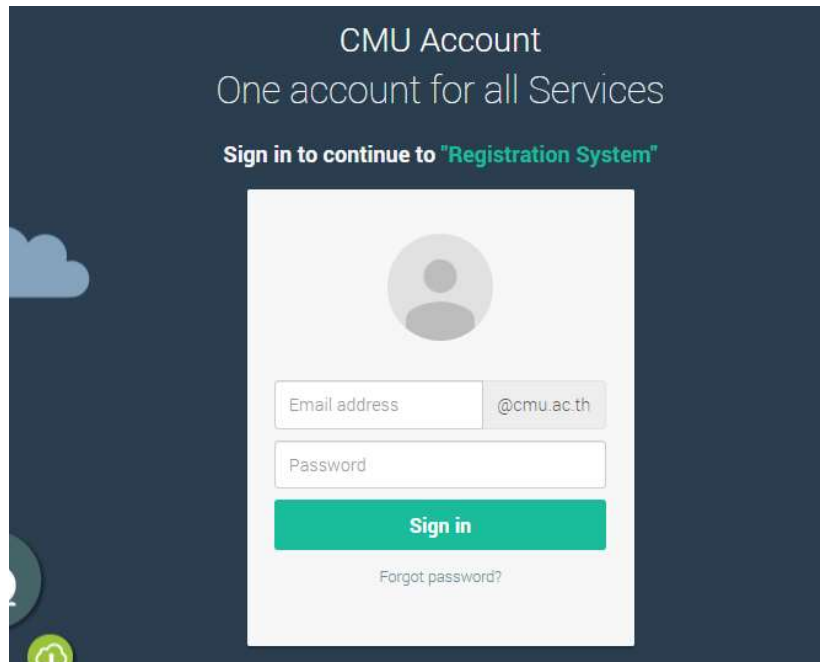 CMU Account
One account for all Services
Sign in to continue to "Registration System"
Email address @cmu.ac.th
Password
Sign in
Forgot password?